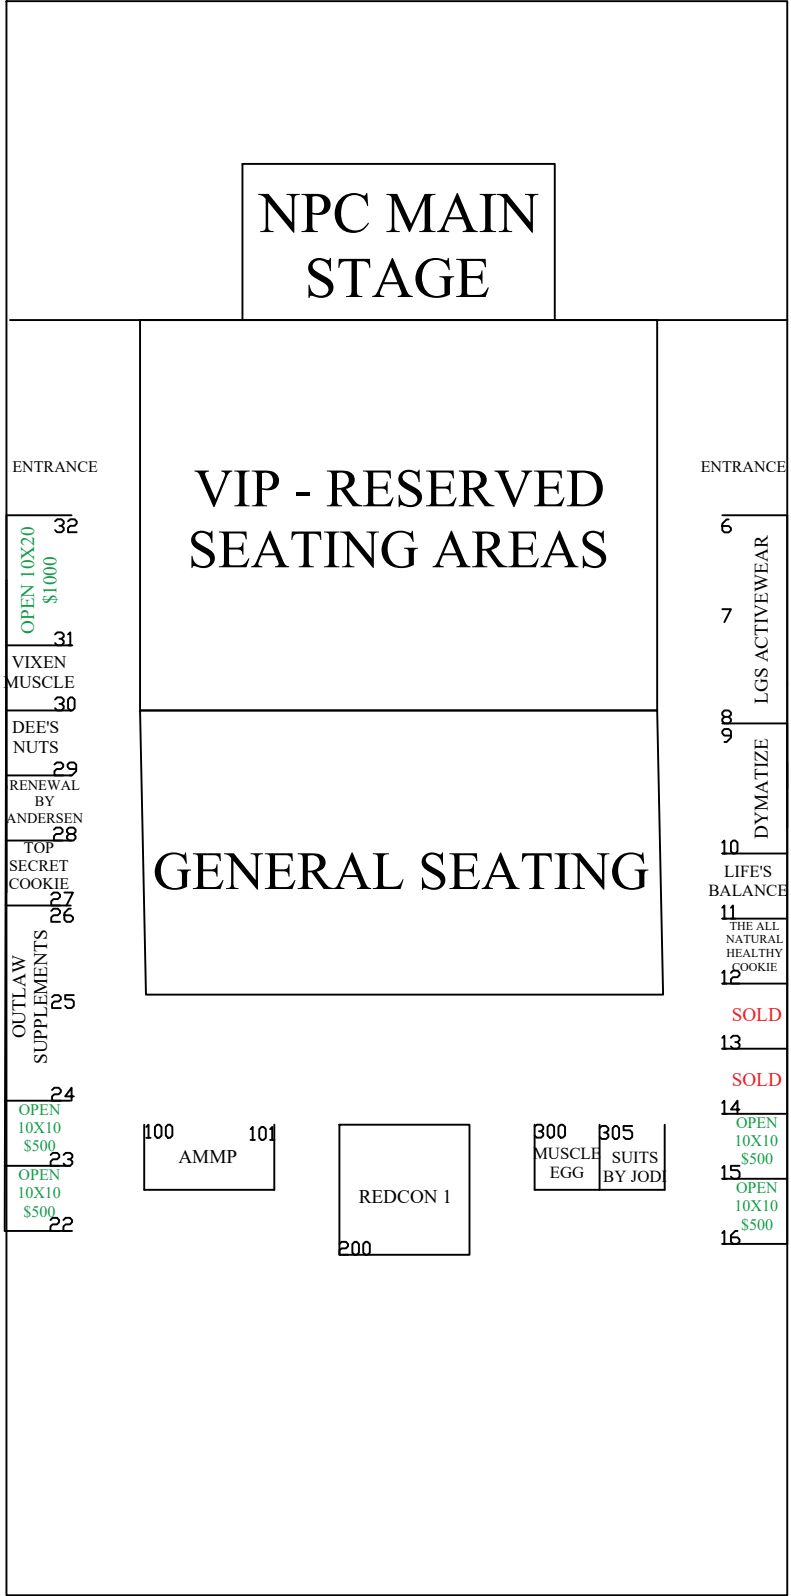 NPC MAIN
STAGE
VIP - RESERVED
SEATING AREAS
GENERAL SEATING
ENTRANCE
32
OPEN 10X20
$1000
31
VIXEN
MUSCLE
30
DEE'S
NUTS
29
RENEWAL
BY
ANDERSEN
28
TOP
SECRET
COOKIE
27
26
OUTLAW
SUPPLEMENTS
25
24
OPEN
10X10
$500
23
OPEN
10X10
$500
22
100
101
AMMP
REDCON 1
200
300
MUSCLE
EGG
305
SUITS
BY JODI
ENTRANCE
6
7
LGS ACTIVEWEAR
8
9
DYMATIZE
10
LIFE'S
BALANCE
11
THE ALL
NATURAL
HEALTHY
COOKIE
12
SOLD
13
SOLD
14
OPEN
10X10
$500
15
OPEN
10X10
$500
16